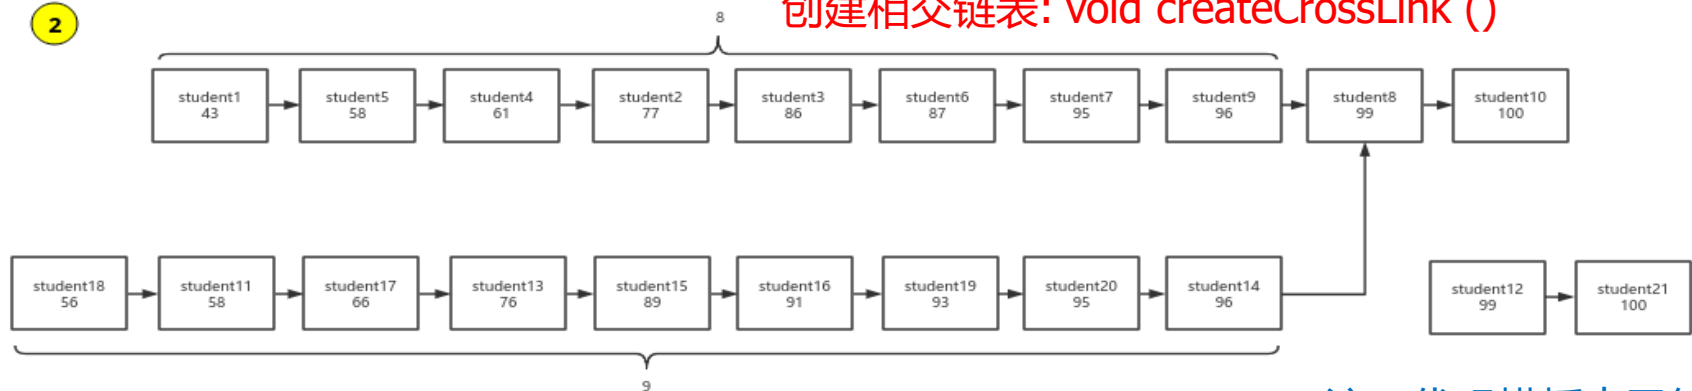 2
创建相交链表: void createCrossLink ()
8
student1
43
student5
58
student4
61
student2
77
student3
86
student6
87
student7
95
student9
96
student8
99
student10
100
student18
56
student11
58
student17
66
student13
76
student15
89
student16
91
student19
93
student20
95
student14
96
student12
99
student21
100
9